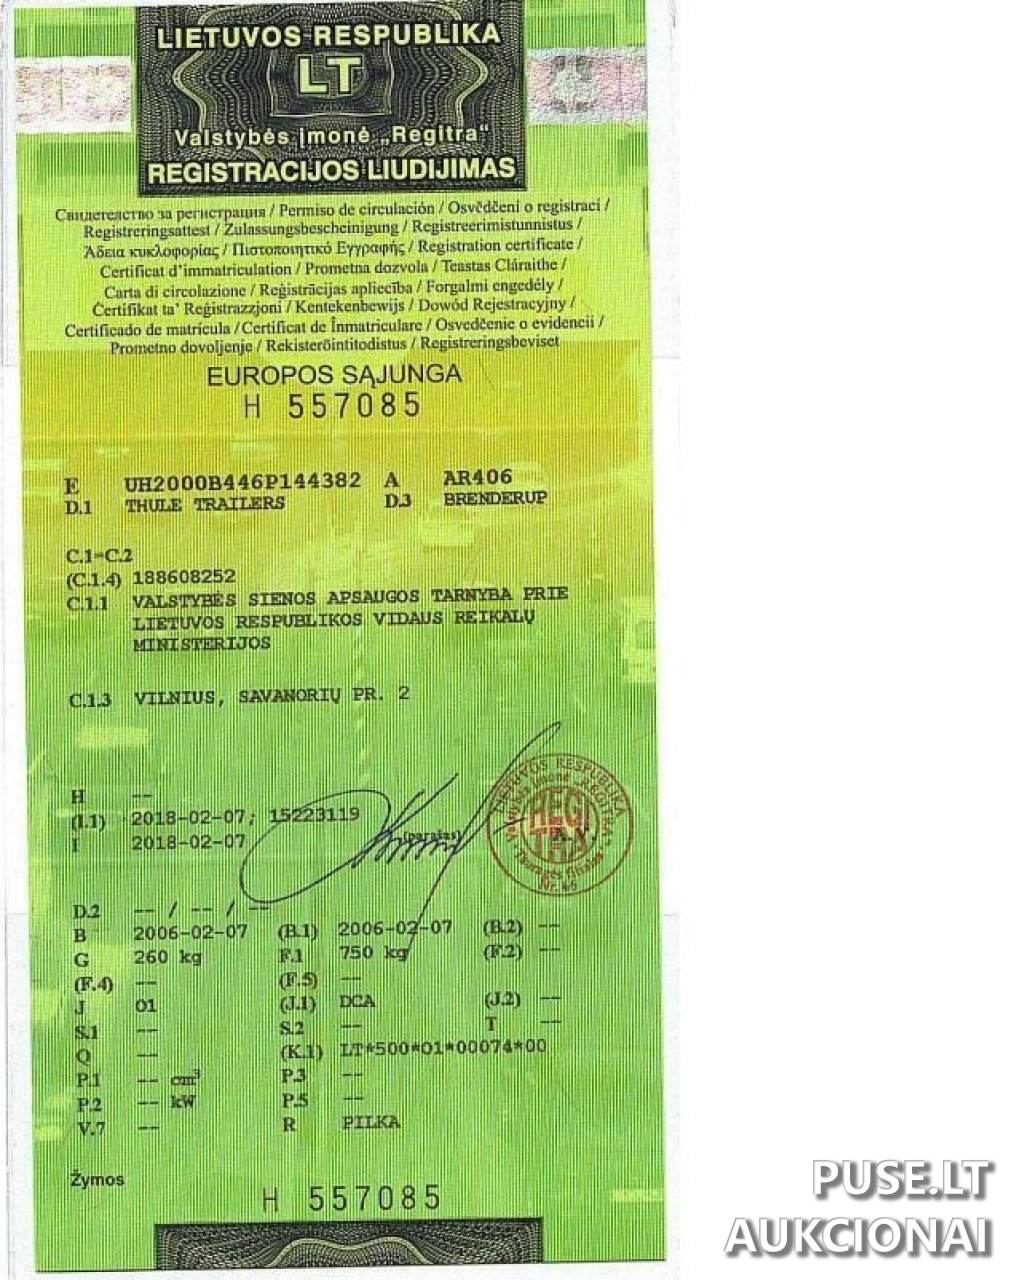 LIETUVOS RESPUBLIKA
LT
Valstybės įmonė „Regitra“
REGISTRACIJOS LIUDIJIMAS
Свидетелство за регистрация / Permiso de circulación / Osvědčení o registraci /
Registreringsattest / Zulassungsbescheinigung / Registreerimistunnistus /
Άδεια κυκλοφορίας / Πιστοποιητικό Εγγραφής / Registration certificate /
Certificat d'immatriculation / Prometna dozvola / Teastas Cláraithe /
Carta di circolazione / Reģistrācijas apliecība / Forgalmi engedély /
Ċertifikat ta' Reġistrazzjoni / Kentekenbewijs / Dowód Rejestracyjny /
Certificado de matrícula / Certificat de Înmatriculare / Osvedčenie o evidencii /
Prometno dovoljenje / Rekisteröintitodistus / Registreringsbeviset
EUROPOS SĄJUNGA
H 557085
E UH2000B446P144382 A AR406
D.1 THULE TRAILERS D.3 BRENDERUP
C.1=C.2
(C.1.4) 188608252
C.1.1 VALSTYBĖS SIENOS APSAUGOS TARNYBA PRIE
LIETUVOS RESPUBLIKOS VIDAUS REIKALŲ
MINISTERIJOS
C.1.3 VILNIUS, SAVANORIŲ PR. 2
H --
(I.1) 2018-02-07; 15223119
I 2018-02-07
(parašas)
A.V.
LIETUVOS RESPUBLIKA
Valstybės įmonė „REGITRA“
REGI
TRA
Tauragės filialas
Nr. 46
D.2 -- / -- / --
B 2006-02-07 (B.1) 2006-02-07 (B.2) --
G 260 kg F.1 750 kg (F.2) --
(F.4) -- (F.5) --
J 01 (J.1) DCA (J.2) --
S.1 -- S.2 -- T --
Q -- (K.1) LT*500*01*00074*00
P.1 -- cm³ P.3 --
P.2 -- kW P.5 --
V.7 -- R PILKA
Žymos
H 557085
PUSE.LT
AUKCIONAI